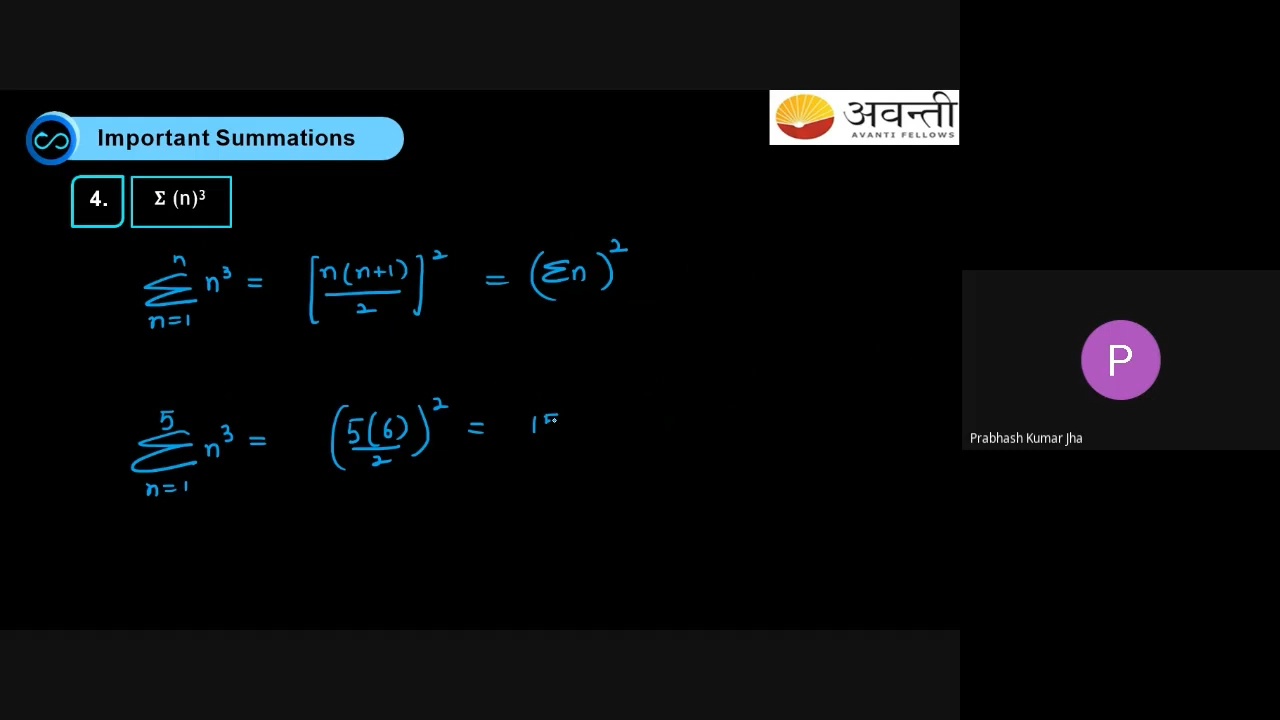 अवन्ती
AVANTI FELLOWS
Important Summations
4. Σ (n)³
n
∑ n³ = [n(n+1)/2]² = (Σn)²
n=1
5
∑ n³ = (5(6)/2)² = 15
n=1
P
Prabhash Kumar Jha